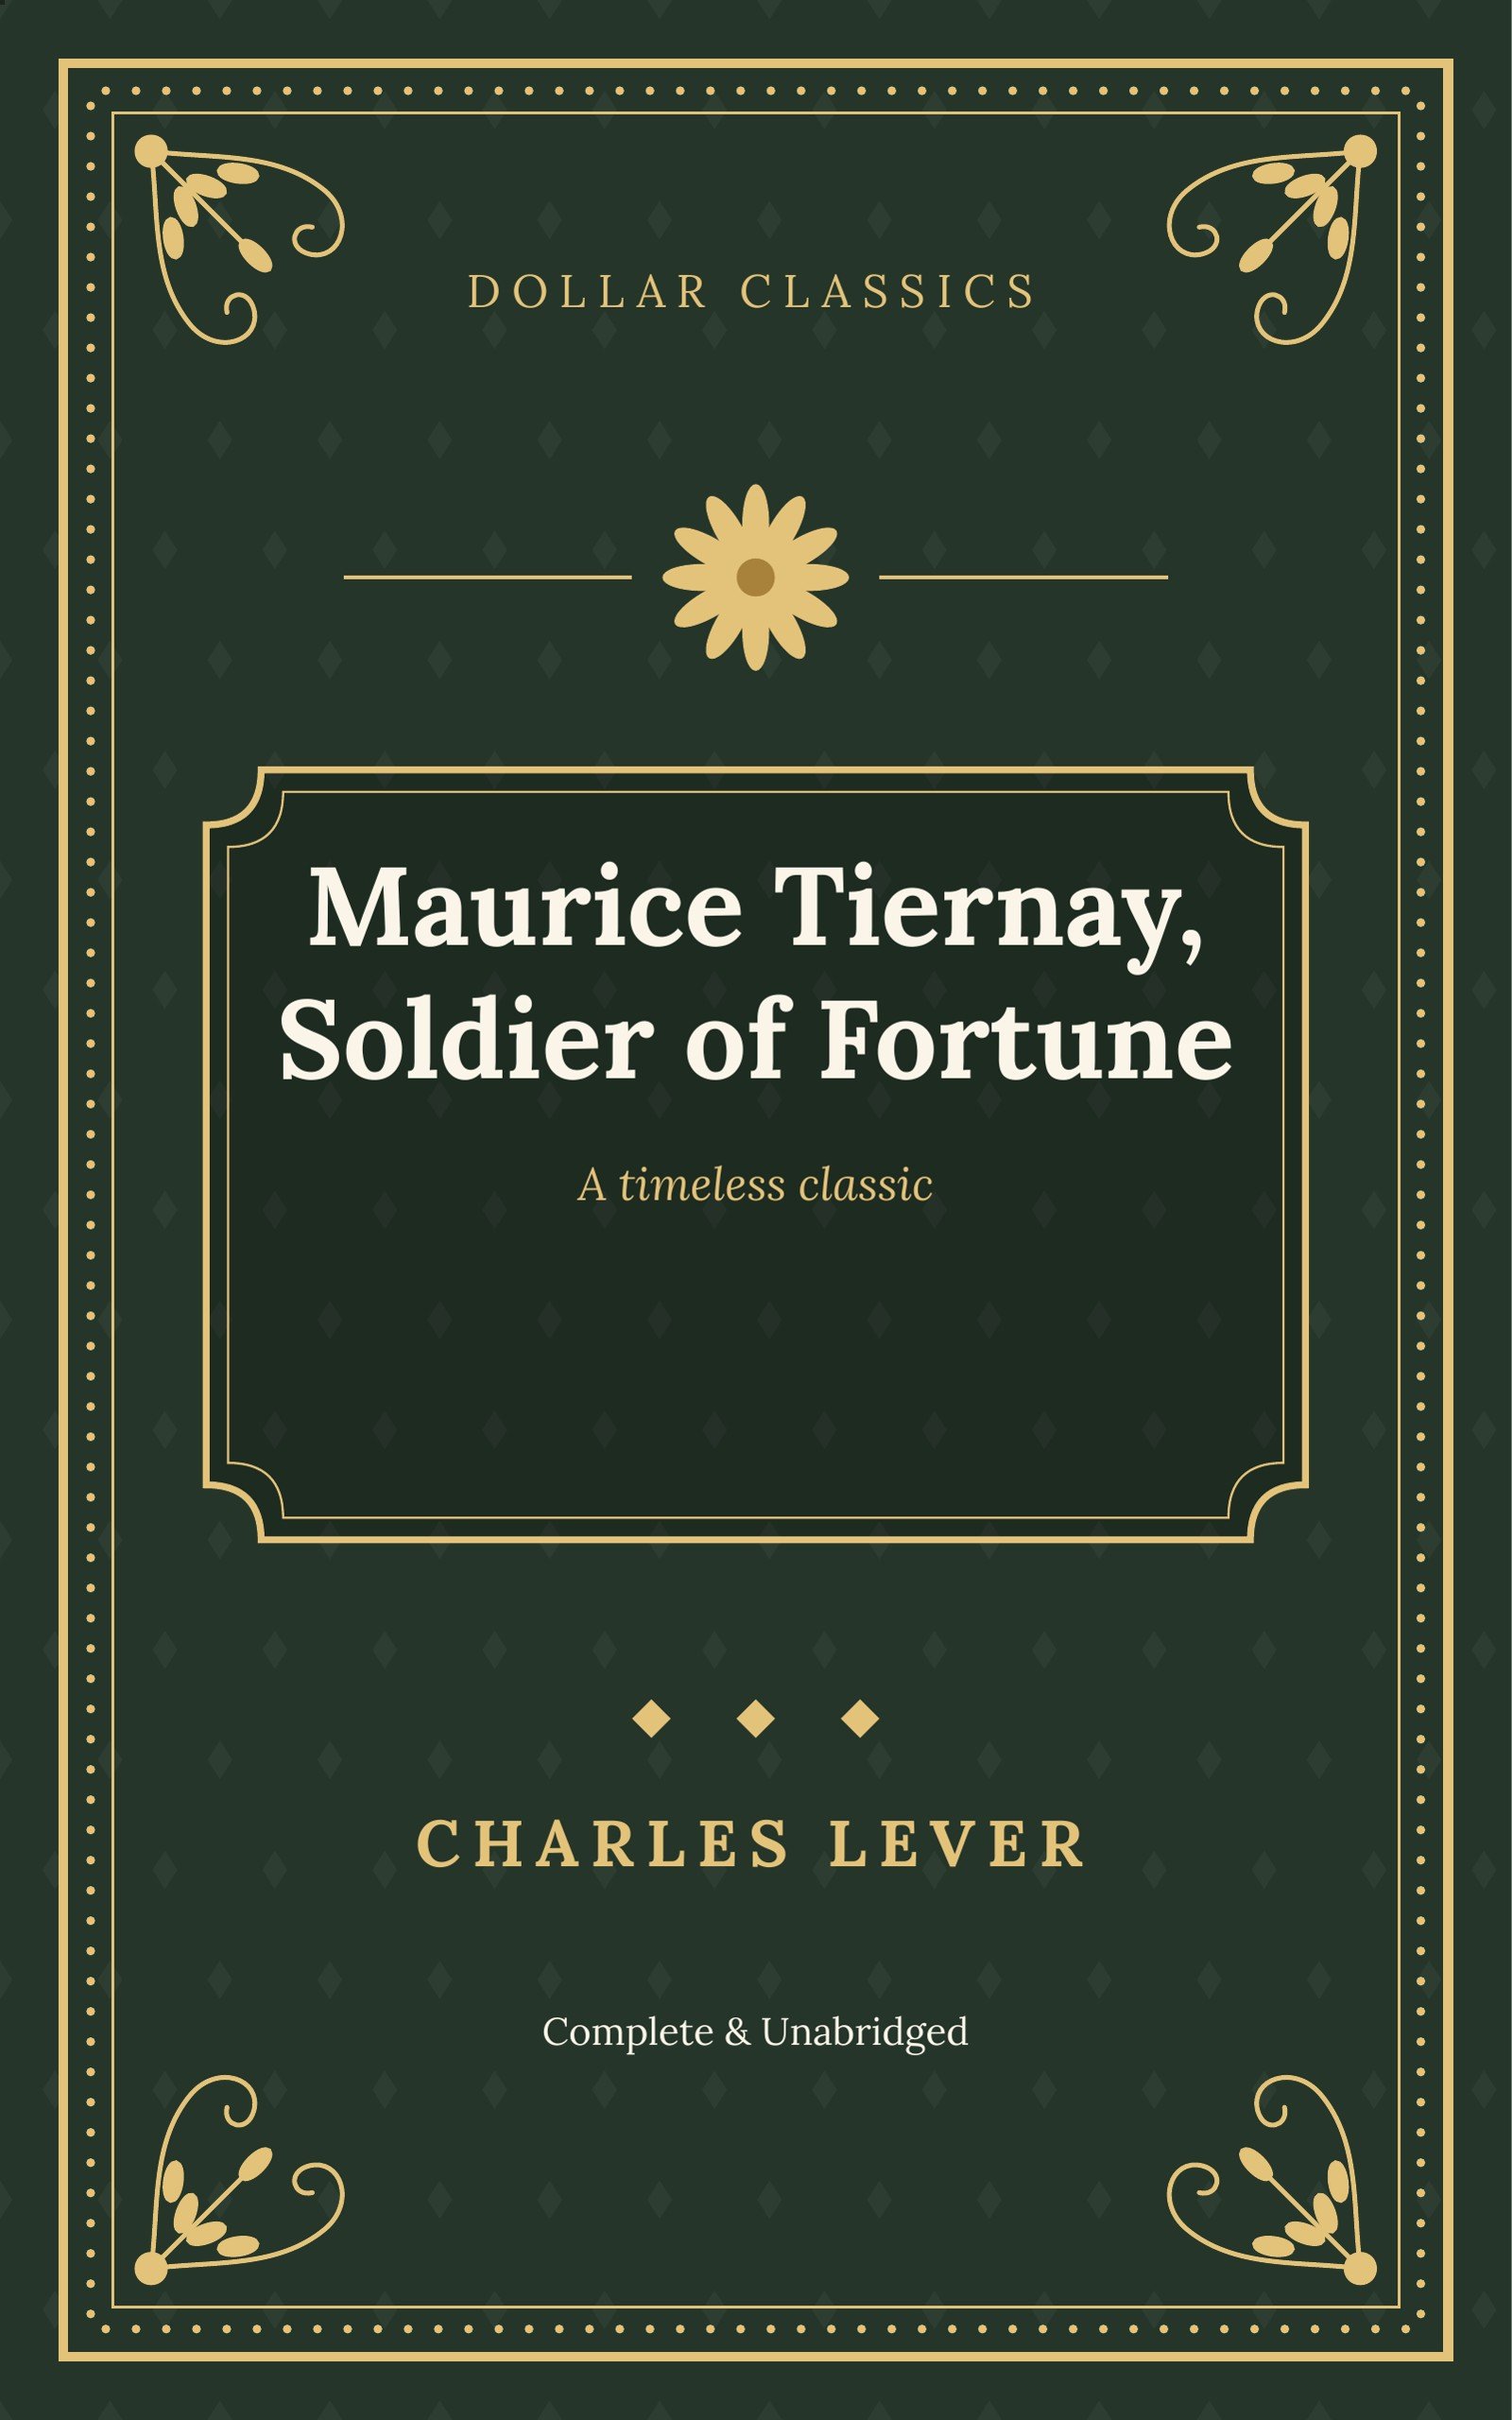 DOLLAR CLASSICS
Maurice Tiernay,
Soldier of Fortune
A timeless classic
CHARLES LEVER
Complete & Unabridged